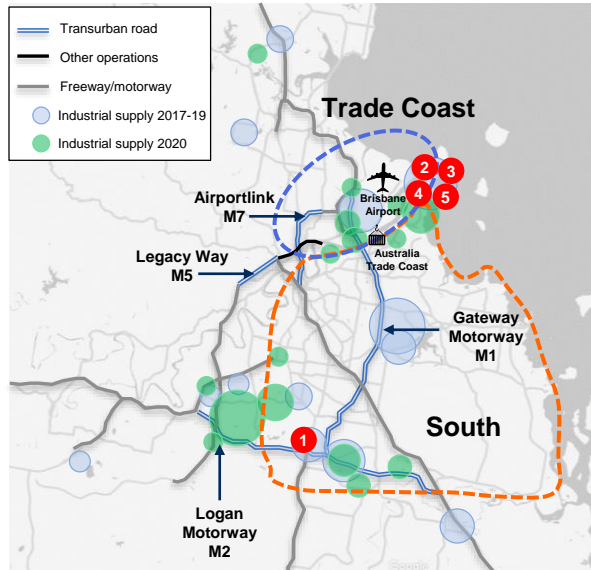 Transurban road
Other operations
Freeway/motorway
Industrial supply 2017-19
Industrial supply 2020
Trade Coast
2
3
4
5
Brisbane
Airport
Airportlink
M7
Australia
Trade Coast
Legacy Way
M5
Gateway
Motorway
M1
South
1
Logan
Motorway
M2
Google